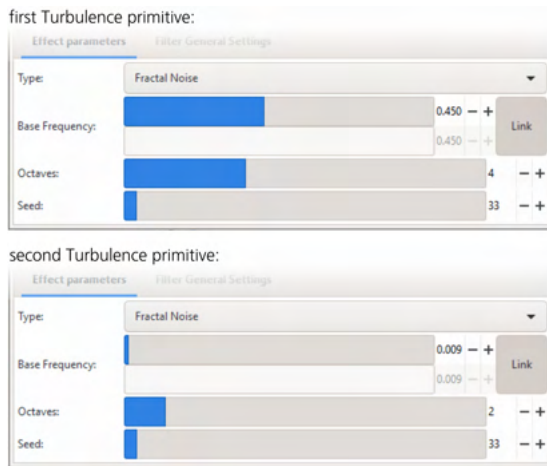 first Turbulence primitive:
Effect parameters Filter General Settings
Type: Fractal Noise
Base Frequency: 0.450 − + Link
0.450 − +
Octaves: 4 − +
Seed: 33 − +
second Turbulence primitive:
Effect parameters Filter General Settings
Type: Fractal Noise
Base Frequency: 0.009 − + Link
0.009 − +
Octaves: 2 − +
Seed: 33 − +